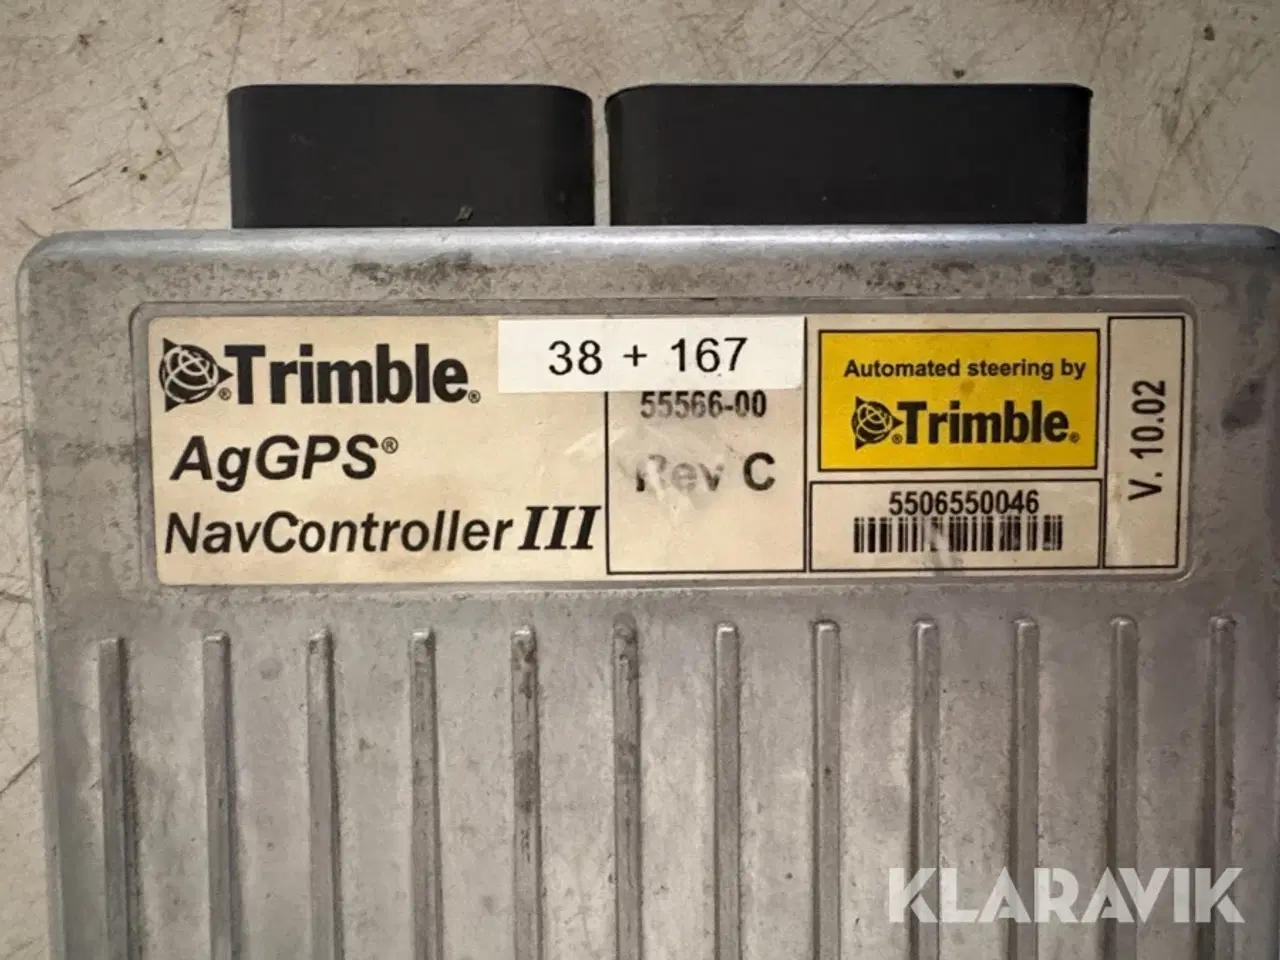 Trimble®
AgGPS®
NavController III
38 + 167
55566-00
Rev C
Automated steering by
Trimble®
5506550046
V. 10.02
KLARAVIK